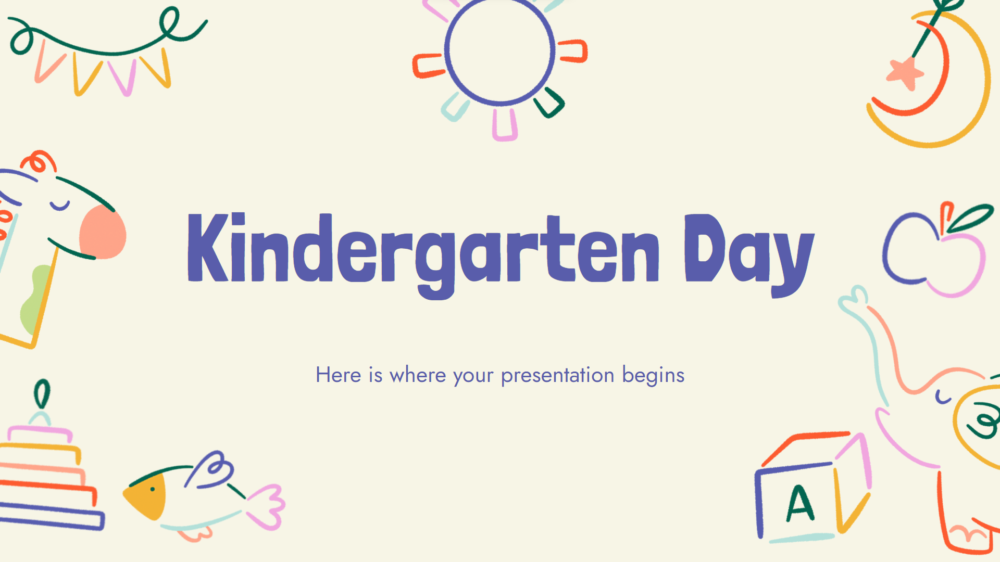 Kindergarten Day
Here is where your presentation begins
A